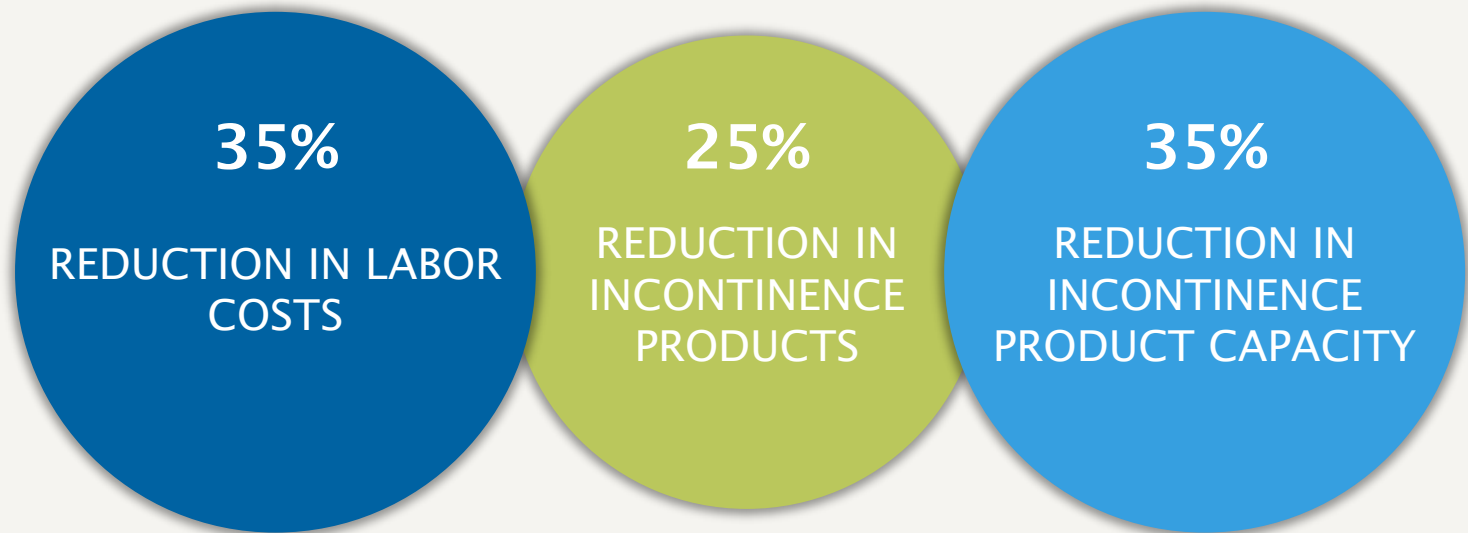 35%
REDUCTION IN LABOR
COSTS
25%
REDUCTION IN
INCONTINENCE
PRODUCTS
35%
REDUCTION IN
INCONTINENCE
PRODUCT CAPACITY